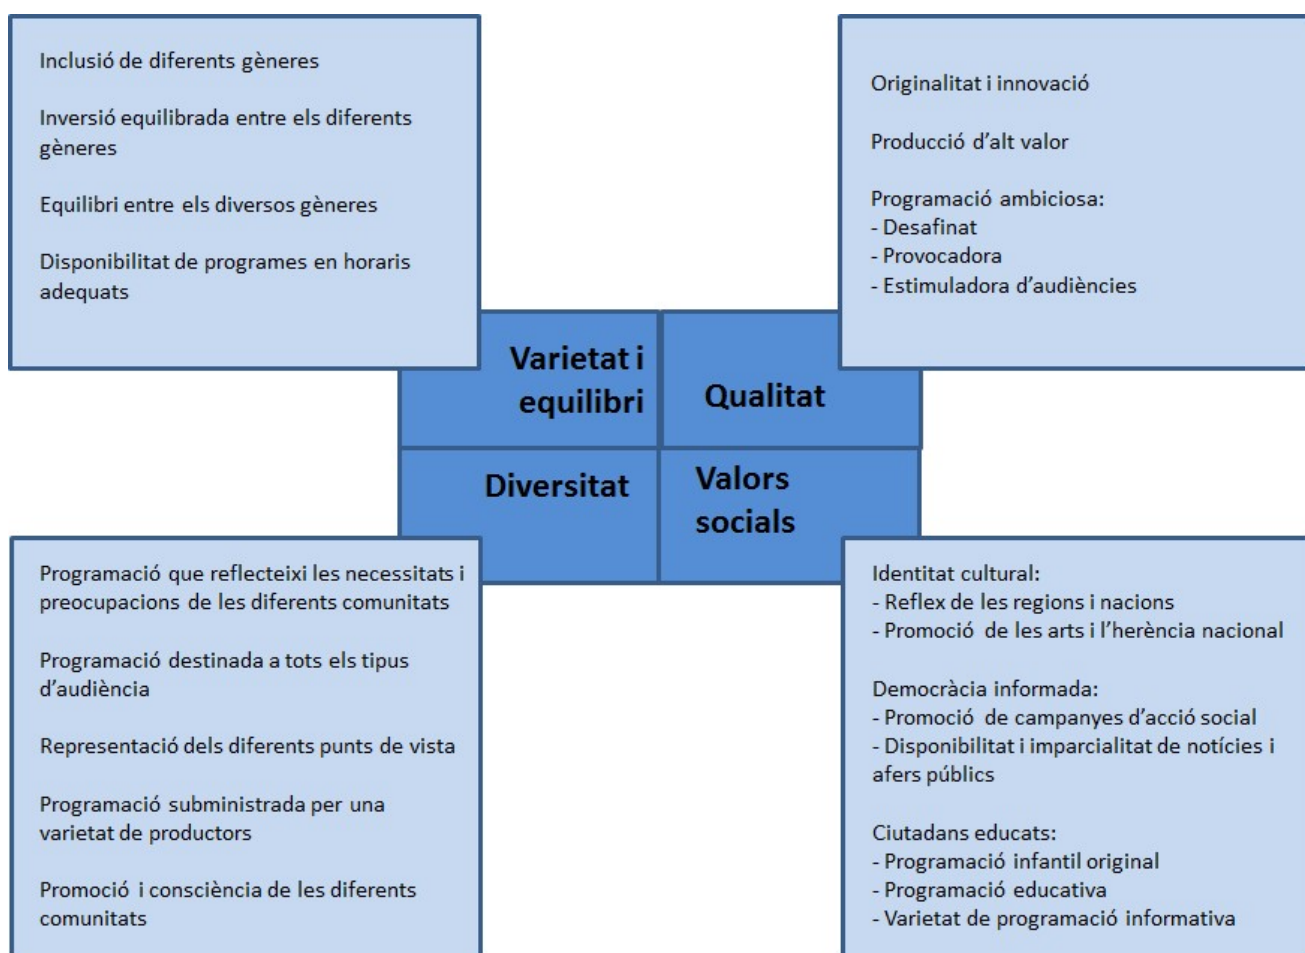 Inclusió de diferents gèneres
Inversió equilibrada entre els diferents
gèneres
Equilibri entre els diversos gèneres
Disponibilitat de programes en horaris
adequats
Originalitat i innovació
Producció d'alt valor
Programació ambiciosa:
- Desafinat
- Provocadora
- Estimuladora d'audiències
Varietat i
equilibri
Qualitat
Diversitat
Valors
socials
Programació que reflecteixi les necessitats i
preocupacions de les diferents comunitats
Programació destinada a tots els tipus
d'audiència
Representació dels diferents punts de vista
Programació subministrada per una
varietat de productors
Promoció i consciència de les diferents
comunitats
Identitat cultural:
- Reflex de les regions i nacions
- Promoció de les arts i l'herència nacional
Democràcia informada:
- Promoció de campanyes d'acció social
- Disponibilitat i imparcialitat de notícies i
afers públics
Ciutadans educats:
- Programació infantil original
- Programació educativa
- Varietat de programació informativa